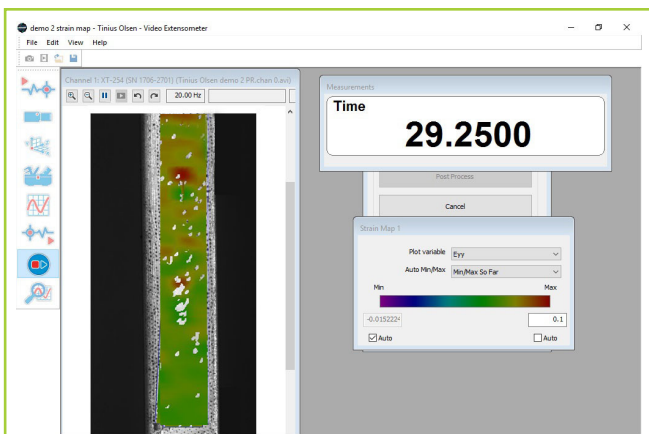 demo 2 strain map - Tinius Olsen - Video Extensometer
File Edit View Help
Channel 1: XT-254 (SN 1706-2701) (Tinius Olsen demo 2 PR.chan 0.avi)
20.00 Hz
Measurements
Time
29.2500
Post Process
Cancel
Strain Map 1
Plot variable Eyy
Auto Min/Max Min/Max So Far
Min Max
-0.0152224 0.1
Auto Auto